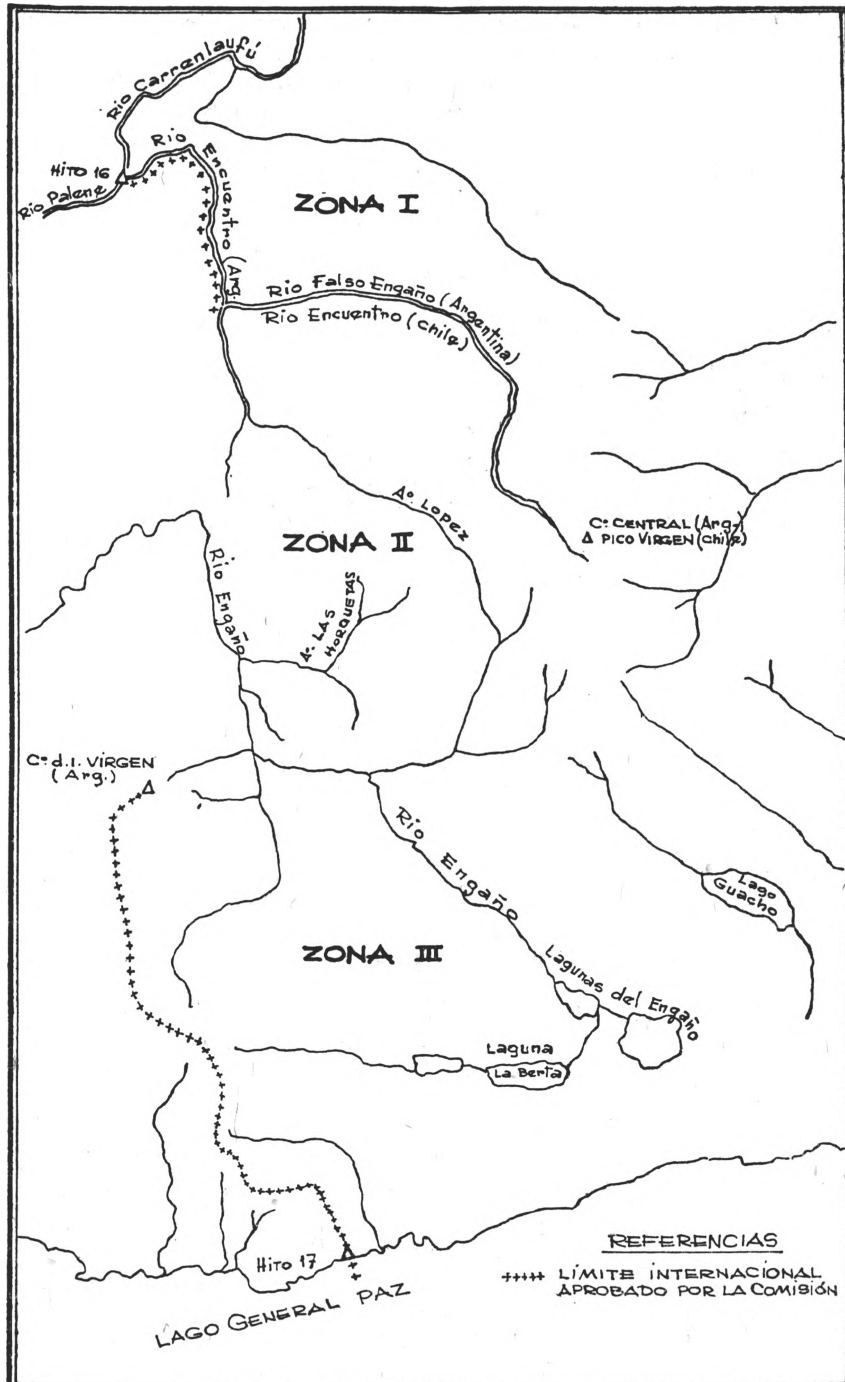 Rio Carrenlaufú
Rio
Encuentro (Arg.
HITO 16
Rio Palene
ZONA I
Rio Falso Engaño (Argentina)
Rio Encuentro (Chile)
Aº LOPEZ
Cº CENTRAL (Arg.)
PICO VIRGEN (Chile)
ZONA II
Rio Engaño
Aº LAS
HORQUETAS
Cº d.l. VIRGEN
(Arg.)
Rio Engaño
Lago
Guacho
ZONA III
Lagunas del Engaño
Laguna
La Berta
HITO 17
LAGO GENERAL PAZ
REFERENCIAS
+++++ LÍMITE INTERNACIONAL
APROBADO POR LA COMISIÓN